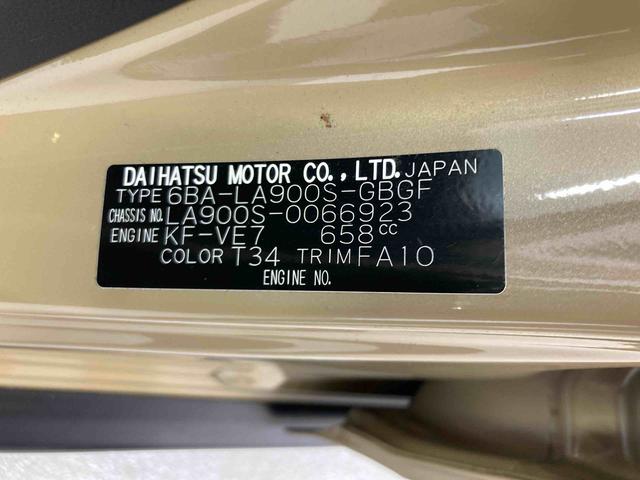 DAIHATSU MOTOR CO., LTD. JAPAN
TYPE 6BA-LA900S-GBGF
CHASSIS NO. LA900S-0066923
ENGINE KF-VE7 658cc
COLOR T34 TRIM FA10
ENGINE NO.